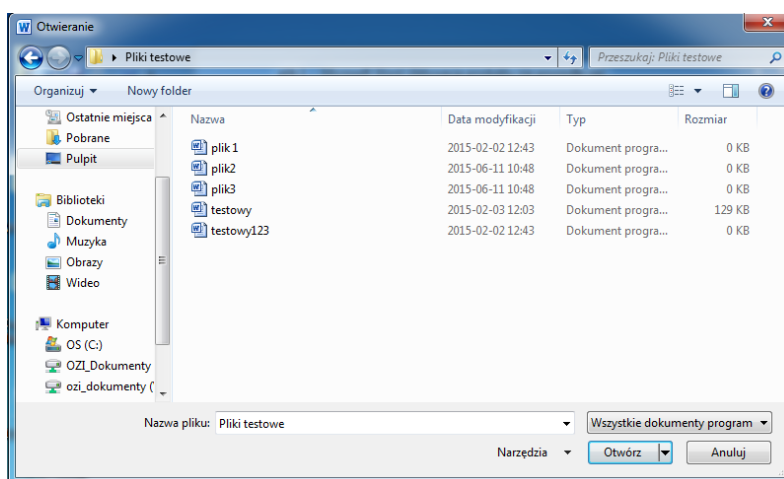 Otwieranie
Pliki testowe
Przeszukaj: Pliki testowe
Organizuj Nowy folder
Nazwa Data modyfikacji Typ Rozmiar
Ostatnie miejsca
Pobrane
Pulpit
Biblioteki
Dokumenty
Muzyka
Obrazy
Wideo
Komputer
OS (C:)
OZI_Dokumenty
ozi_dokumenty (
plik 1 2015-02-02 12:43 Dokument progra... 0 KB
plik2 2015-06-11 10:48 Dokument progra... 0 KB
plik3 2015-06-11 10:48 Dokument progra... 0 KB
testowy 2015-02-03 12:03 Dokument progra... 129 KB
testowy123 2015-02-02 12:43 Dokument progra... 0 KB
Nazwa pliku: Pliki testowe Wszystkie dokumenty program
Narzędzia Otwórz Anuluj